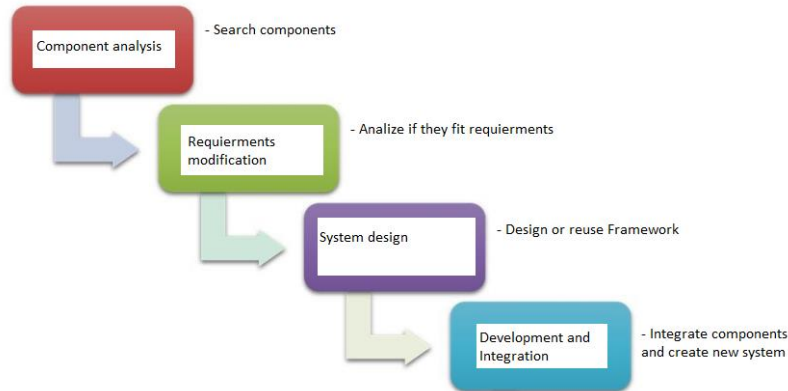 Component analysis
- Search components
Requierments
modification
- Analize if they fit requierments
System design
- Design or reuse Framework
Development and
Integration
- Integrate components
and create new system